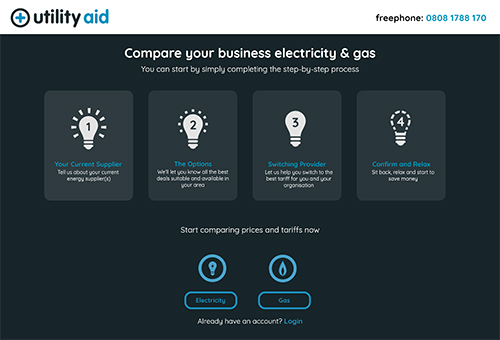 utility aid
freephone: 0808 1788 170
Compare your business electricity & gas
You can start by simply completing the step-by-step process
1
Your Current Supplier
Tell us about your current
energy supplier(s)
2
The Options
We'll let you know all the best
deals suitable and available in
your area
3
Switching Provider
Let us help you switch to the
best tariff for you and your
organisation
4
Confirm and Relax
Sit back, relax and start to
save money
Start comparing prices and tariffs now
Electricity
Gas
Already have an account? Login